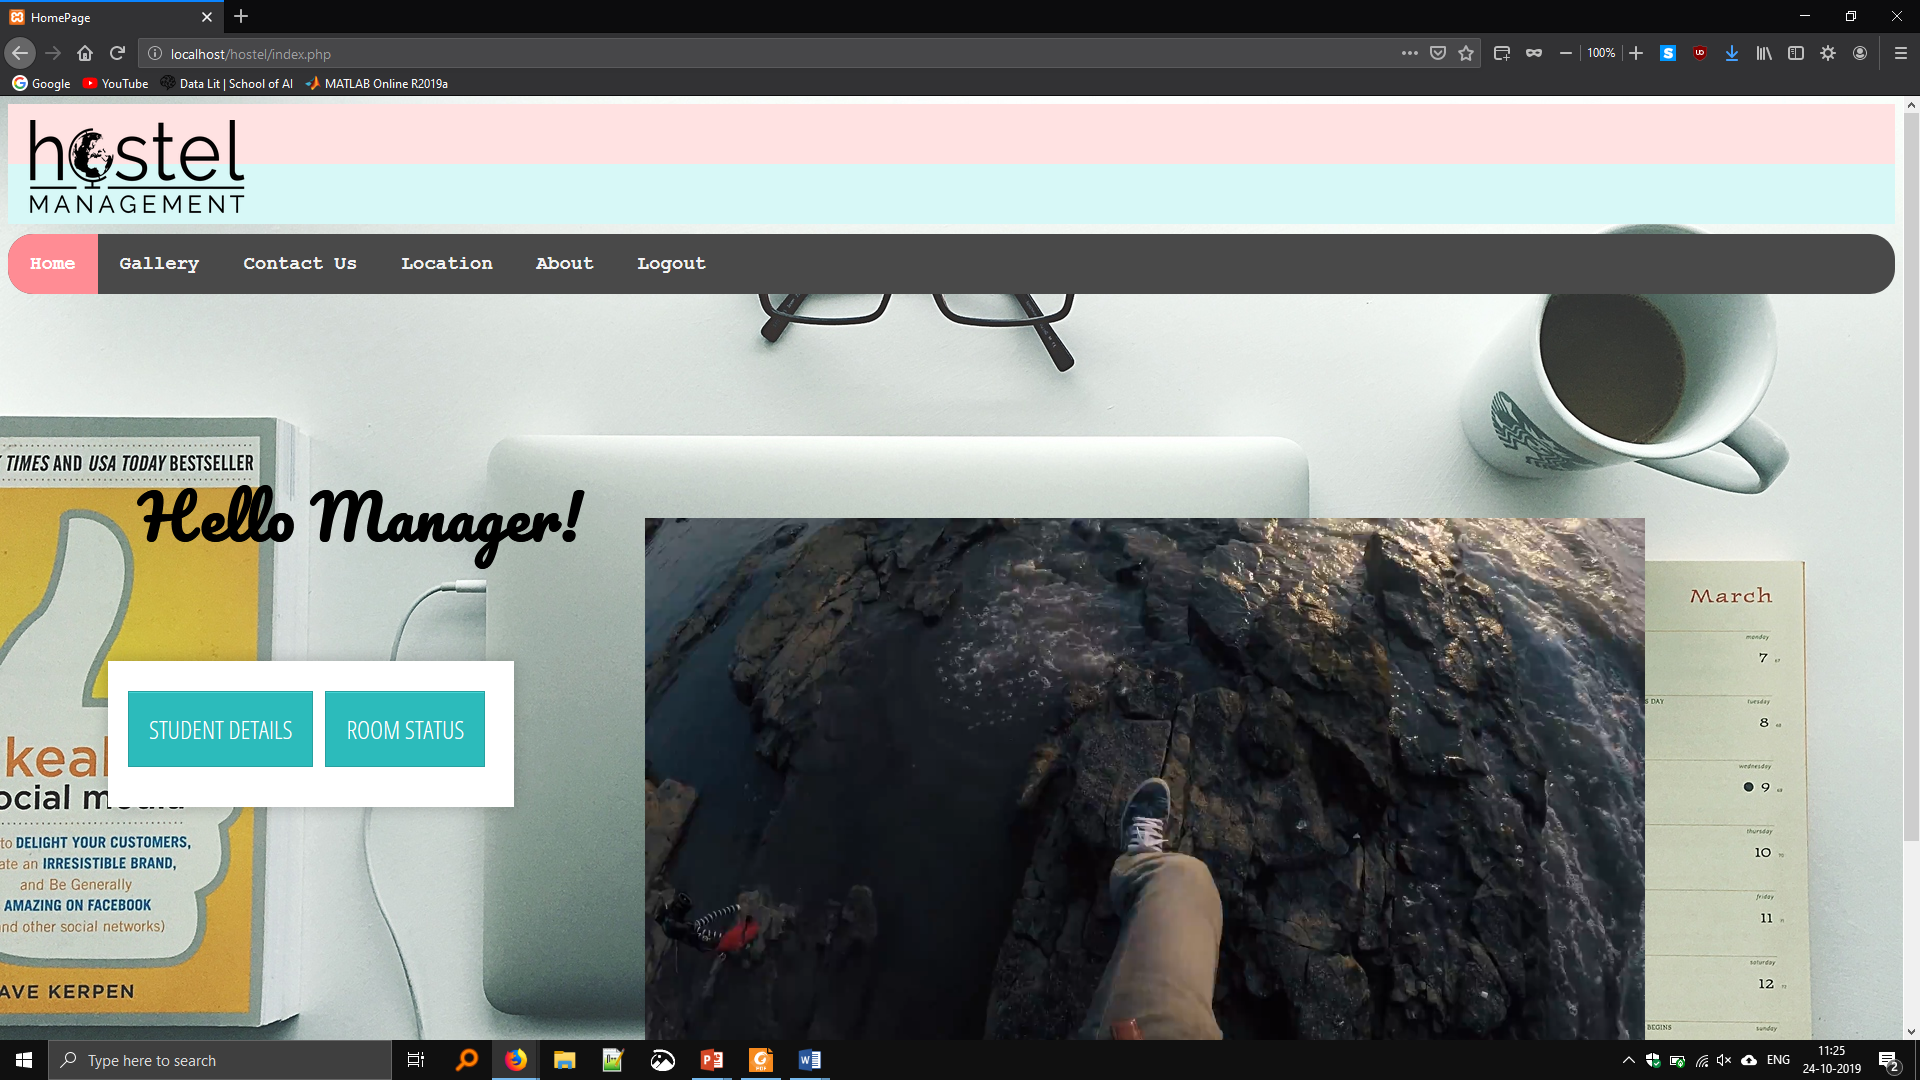 HomePage
localhost/hostel/index.php
100%
Google YouTube Data Lit | School of AI MATLAB Online R2019a
hostel
MANAGEMENT
Home Gallery Contact Us Location About Logout
TIMES AND USA TODAY BESTSELLER
Hello Manager!
STUDENT DETAILS ROOM STATUS
keal
ocial media
to DELIGHT YOUR CUSTOMERS,
ate an IRRESISTIBLE BRAND,
and Be Generally
AMAZING ON FACEBOOK
nd other social networks)
AVE KERPEN
March
monday
7
S DAY tuesday
8
wednesday
9
thursday
10
friday
11
saturday
12
BEGINS sunday
Type here to search
ENG
11:25
24-10-2019
2